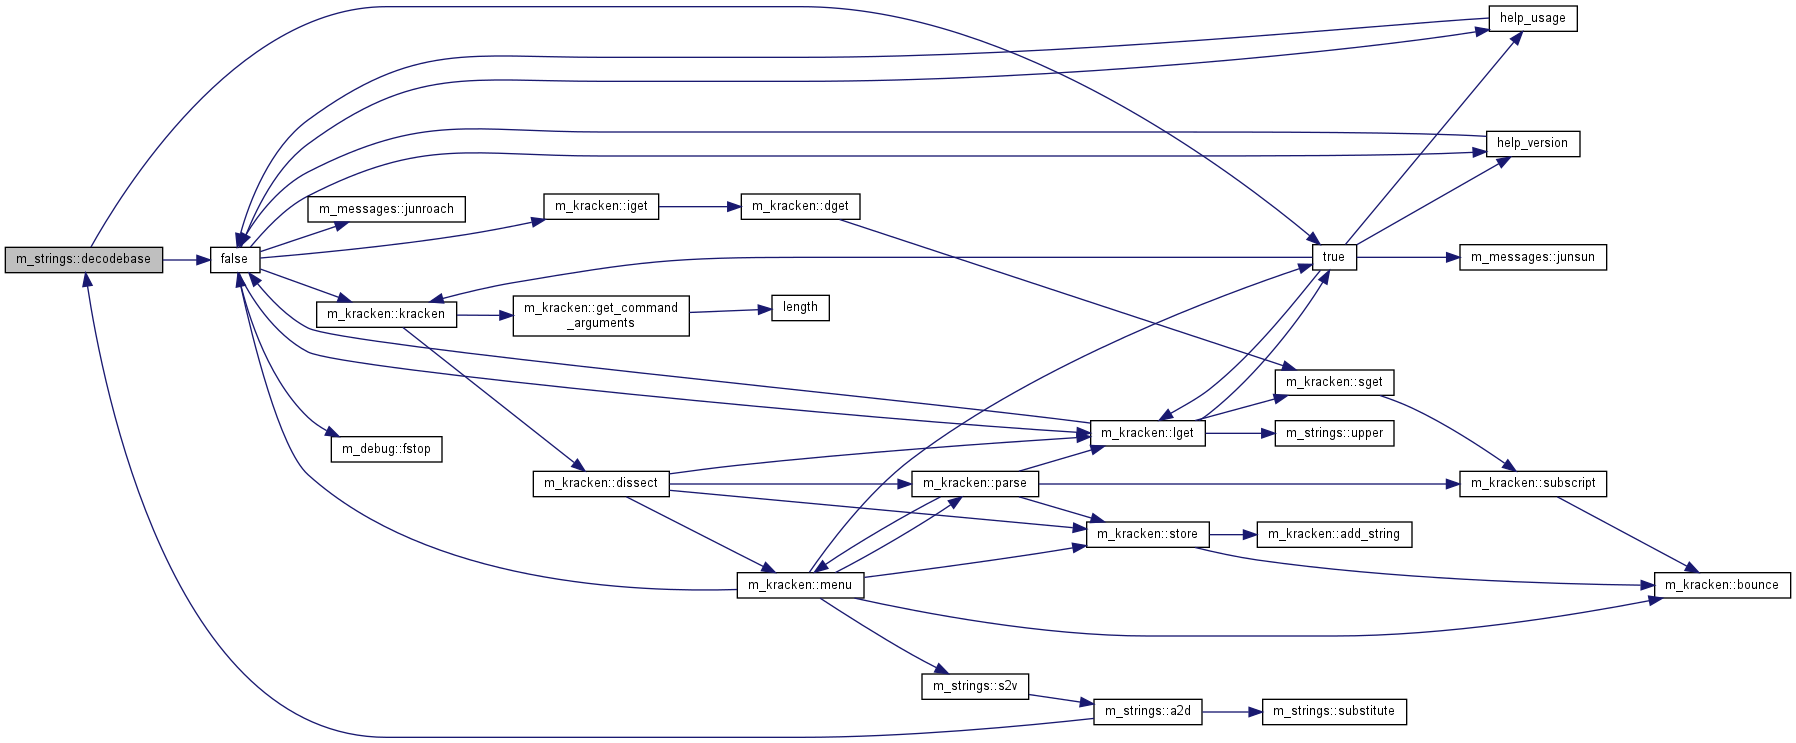 help_usage
help_version
m_messages::junroach
m_kracken::iget
m_kracken::dget
m_strings::decodebase
false
true
m_messages::junsun
m_kracken::kracken
m_kracken::get_command
_arguments
length
m_kracken::sget
m_kracken::lget
m_strings::upper
m_debug::fstop
m_kracken::dissect
m_kracken::parse
m_kracken::subscript
m_kracken::store
m_kracken::add_string
m_kracken::menu
m_kracken::bounce
m_strings::s2v
m_strings::a2d
m_strings::substitute